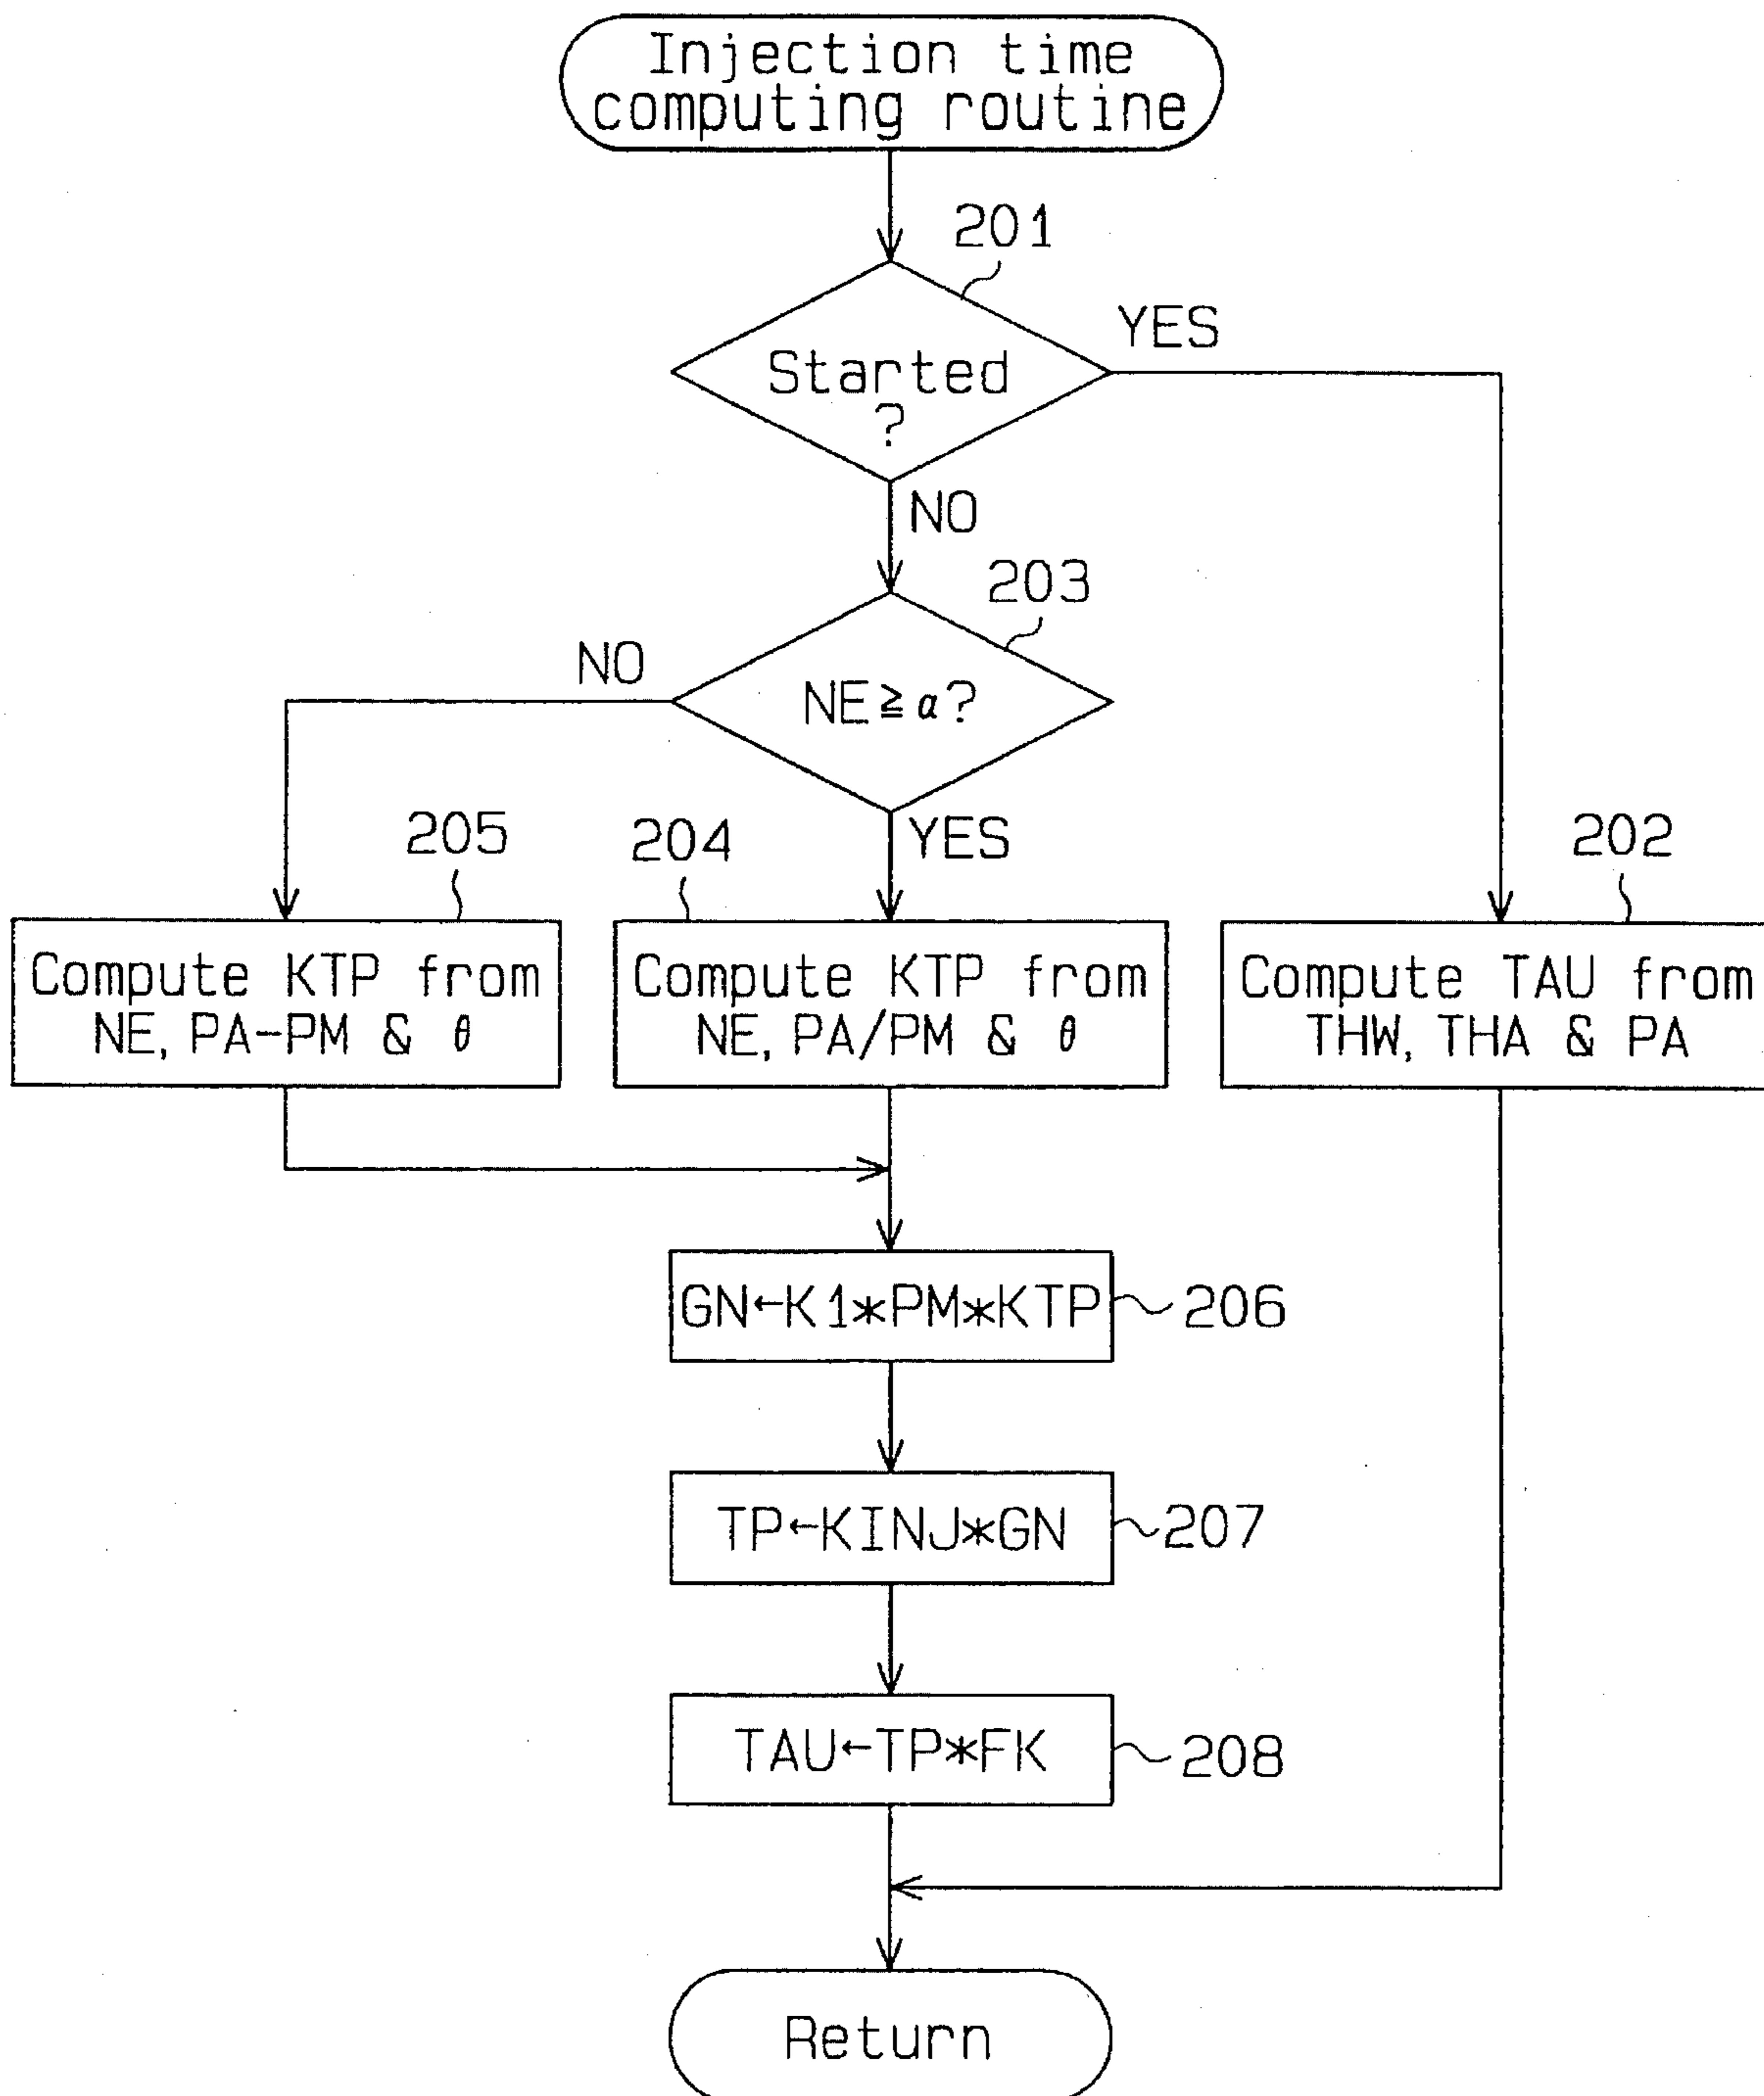 Injection time
computing routine
201
YES
Started
?
NO
203
NO
NE≧α?
YES
205
204
202
Compute KTP from
NE, PA-PM & θ
Compute KTP from
NE, PA/PM & θ
Compute TAU from
THW, THA & PA
GN←K1*PM*KTP
206
TP←KINJ*GN
207
TAU←TP*FK
208
Return